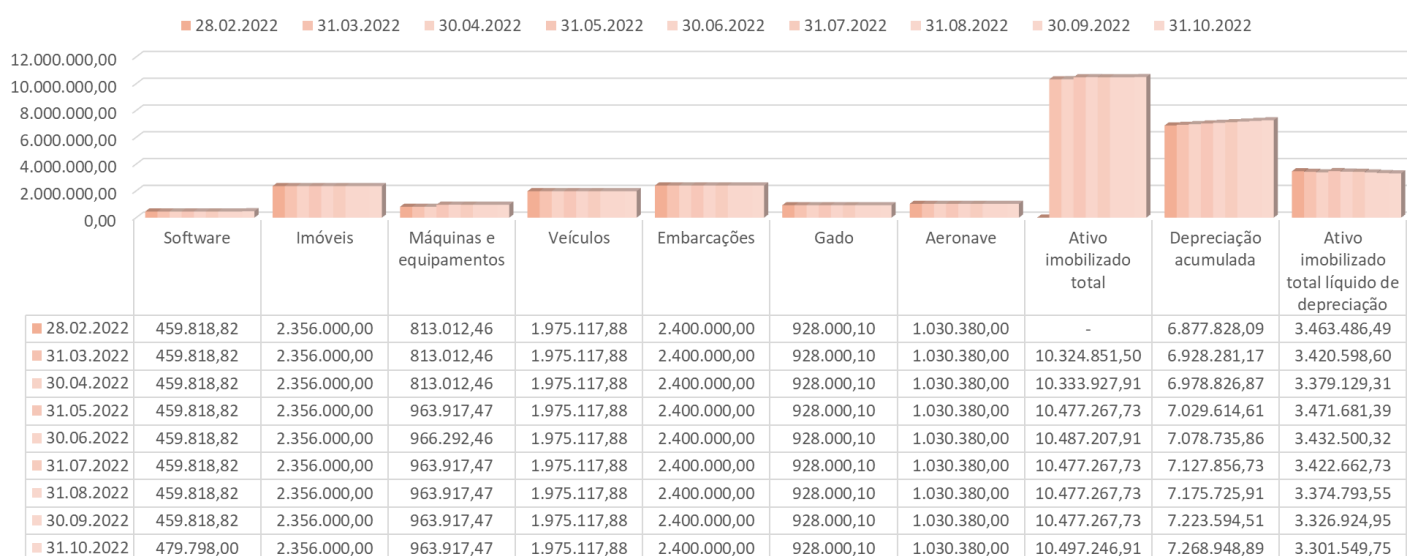 28.02.2022 31.03.2022 30.04.2022 31.05.2022 30.06.2022 31.07.2022 31.08.2022 30.09.2022 31.10.2022
12.000.000,00
10.000.000,00
8.000.000,00
6.000.000,00
4.000.000,00
2.000.000,00
0,00
Software Imóveis Máquinas e equipamentos Veículos Embarcações Gado Aeronave Ativo imobilizado total Depreciação acumulada Ativo imobilizado total líquido de depreciação
28.02.2022 459.818,82 2.356.000,00 813.012,46 1.975.117,88 2.400.000,00 928.000,10 1.030.380,00 - 6.877.828,09 3.463.486,49
31.03.2022 459.818,82 2.356.000,00 813.012,46 1.975.117,88 2.400.000,00 928.000,10 1.030.380,00 10.324.851,50 6.928.281,17 3.420.598,60
30.04.2022 459.818,82 2.356.000,00 813.012,46 1.975.117,88 2.400.000,00 928.000,10 1.030.380,00 10.333.927,91 6.978.826,87 3.379.129,31
31.05.2022 459.818,82 2.356.000,00 963.917,47 1.975.117,88 2.400.000,00 928.000,10 1.030.380,00 10.477.267,73 7.029.614,61 3.471.681,39
30.06.2022 459.818,82 2.356.000,00 966.292,46 1.975.117,88 2.400.000,00 928.000,10 1.030.380,00 10.487.207,91 7.078.735,86 3.432.500,32
31.07.2022 459.818,82 2.356.000,00 963.917,47 1.975.117,88 2.400.000,00 928.000,10 1.030.380,00 10.477.267,73 7.127.856,73 3.422.662,73
31.08.2022 459.818,82 2.356.000,00 963.917,47 1.975.117,88 2.400.000,00 928.000,10 1.030.380,00 10.477.267,73 7.175.725,91 3.374.793,55
30.09.2022 459.818,82 2.356.000,00 963.917,47 1.975.117,88 2.400.000,00 928.000,10 1.030.380,00 10.477.267,73 7.223.594,51 3.326.924,95
31.10.2022 479.798,00 2.356.000,00 963.917,47 1.975.117,88 2.400.000,00 928.000,10 1.030.380,00 10.497.246,91 7.268.948,89 3.301.549,75